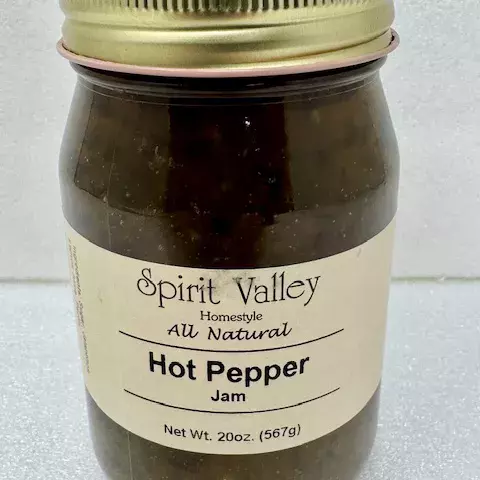 Spirit Valley
Homestyle
All Natural
Hot Pepper
Jam
Net Wt. 20oz. (567g)